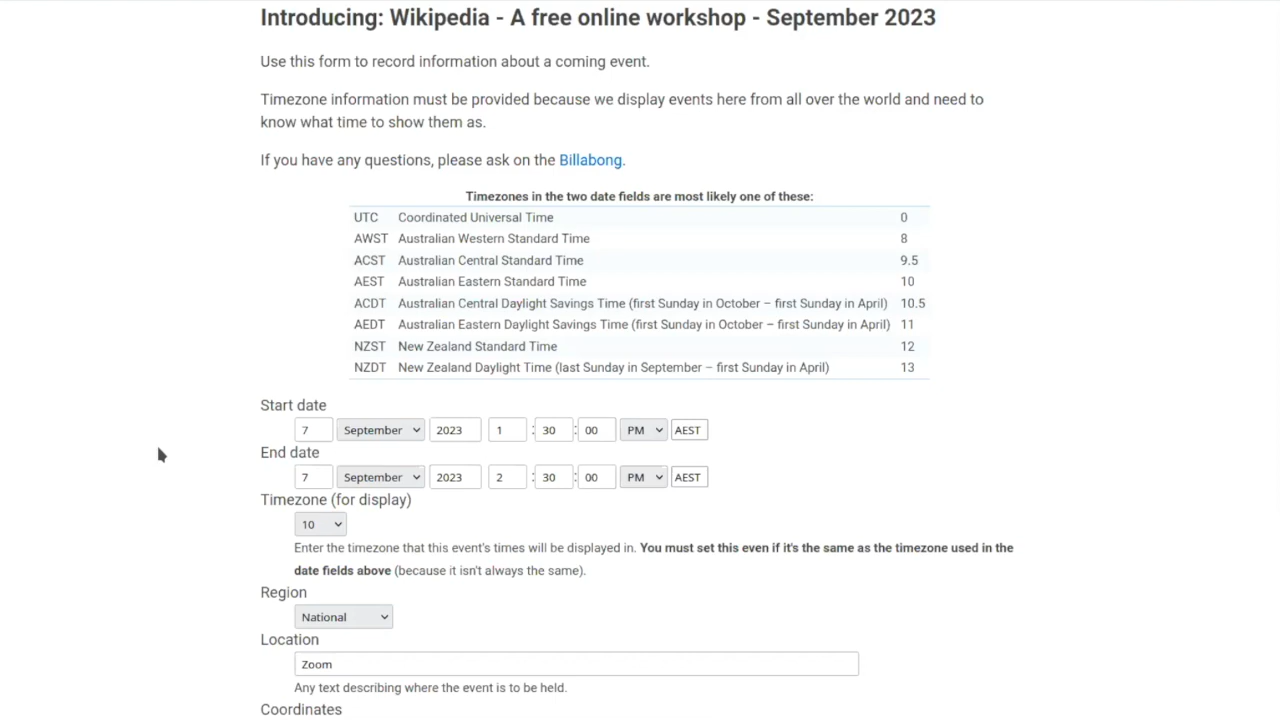 Introducing: Wikipedia - A free online workshop - September 2023
Use this form to record information about a coming event.
Timezone information must be provided because we display events here from all over the world and need to
know what time to show them as.
If you have any questions, please ask on the Billabong.
Timezones in the two date fields are most likely one of these:
UTC Coordinated Universal Time 0
AWST Australian Western Standard Time 8
ACST Australian Central Standard Time 9.5
AEST Australian Eastern Standard Time 10
ACDT Australian Central Daylight Savings Time (first Sunday in October – first Sunday in April) 10.5
AEDT Australian Eastern Daylight Savings Time (first Sunday in October – first Sunday in April) 11
NZST New Zealand Standard Time 12
NZDT New Zealand Daylight Time (last Sunday in September – first Sunday in April) 13
Start date
7 September 2023 1 : 30 : 00 PM AEST
End date
7 September 2023 2 : 30 : 00 PM AEST
Timezone (for display)
10
Enter the timezone that this event's times will be displayed in. You must set this even if it's the same as the timezone used in the
date fields above (because it isn't always the same).
Region
National
Location
Zoom
Any text describing where the event is to be held.
Coordinates